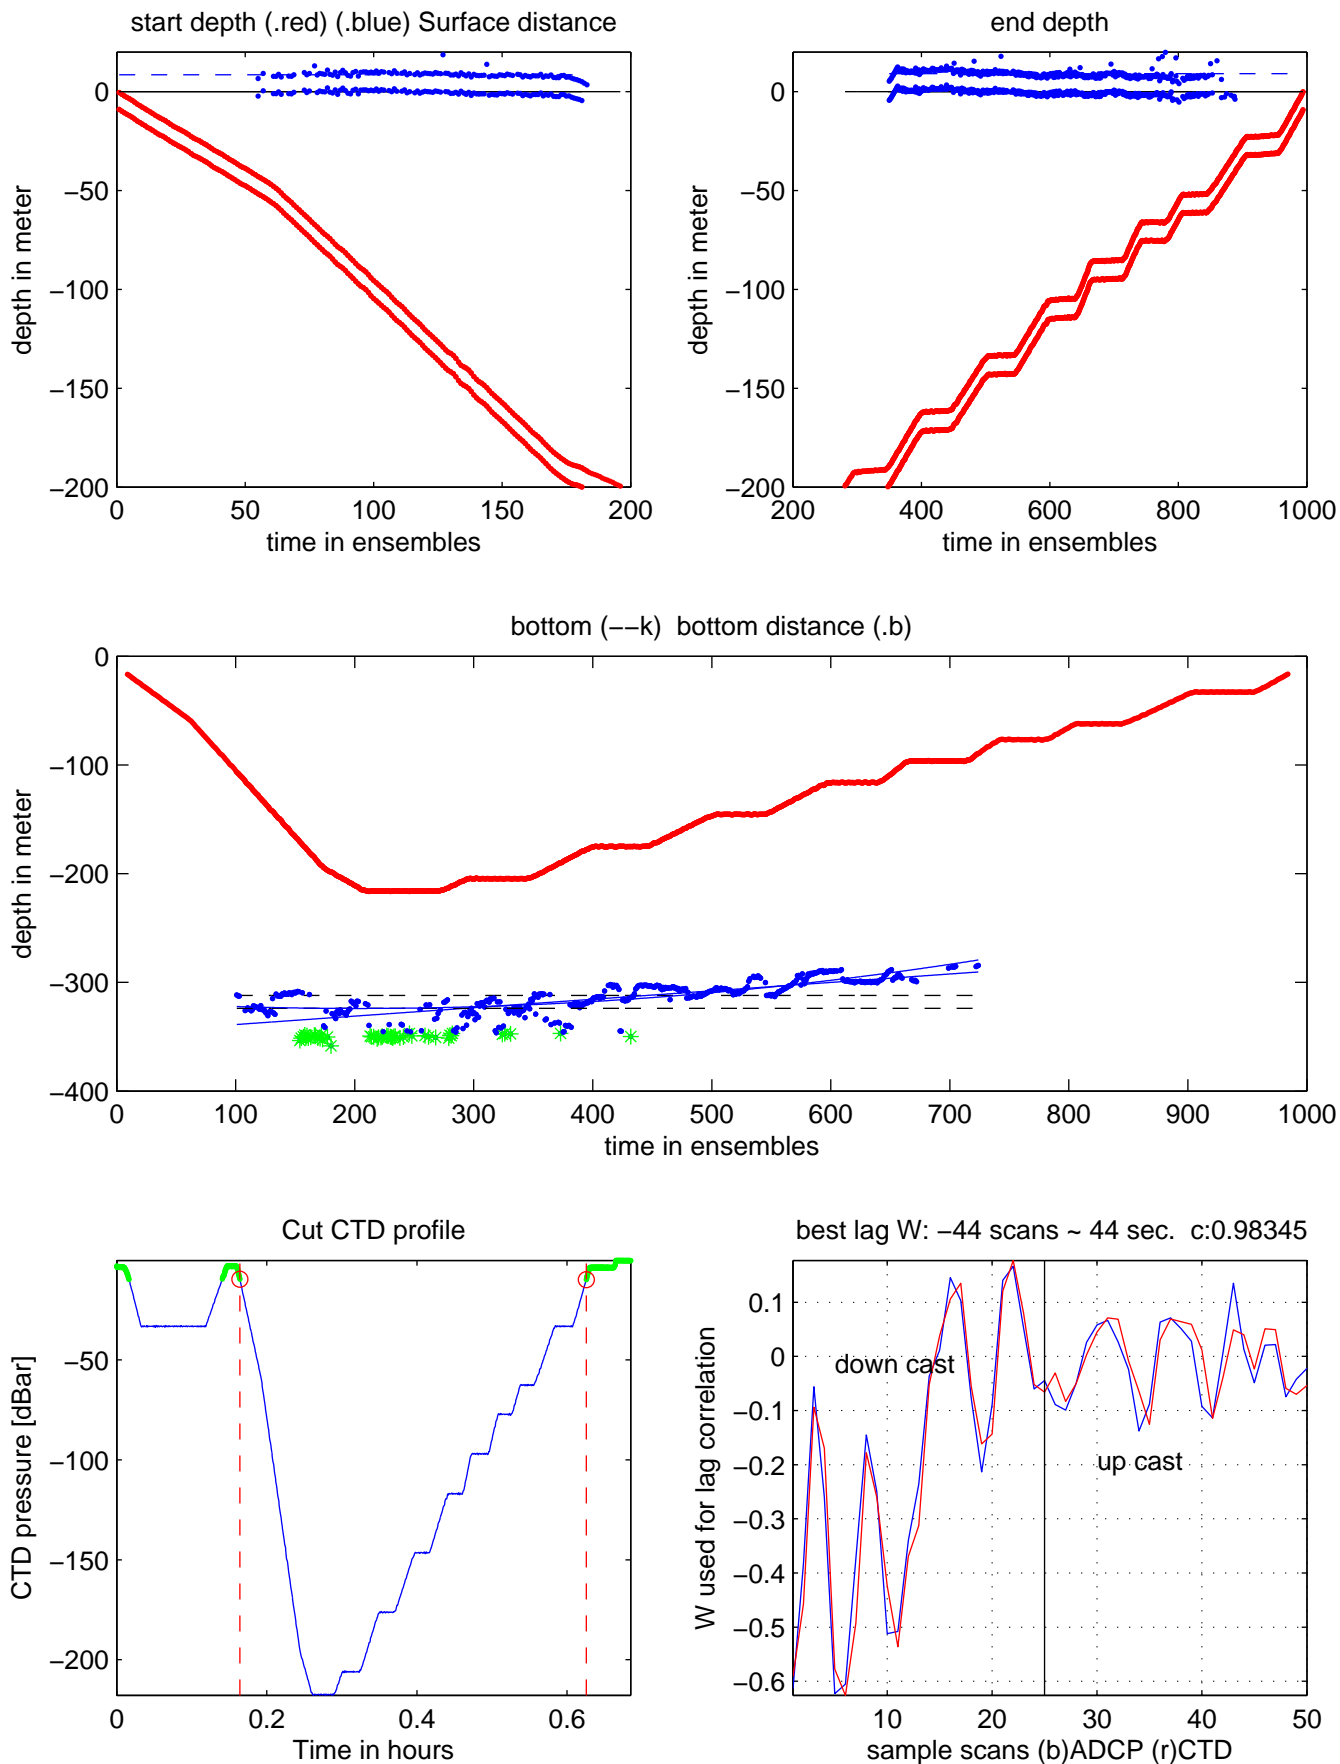 start depth (.red) (.blue) Surface distance
end depth
0
−50
−100
−150
−200
depth in meter
0 50 100 150 200
time in ensembles
0
−50
−100
−150
−200
depth in meter
200 400 600 800 1000
time in ensembles
bottom (−−k)  bottom distance (.b)
0
−100
−200
−300
−400
depth in meter
0 100 200 300 400 500 600 700 800 900 1000
time in ensembles
Cut CTD profile
−50
−100
−150
−200
CTD pressure [dBar]
0 0.2 0.4 0.6
Time in hours
best lag W: −44 scans ~ 44 sec.  c:0.98345
0.1
0
−0.1
−0.2
−0.3
−0.4
−0.5
−0.6
W used for lag correlation
down cast
up cast
10 20 30 40 50
sample scans (b)ADCP (r)CTD